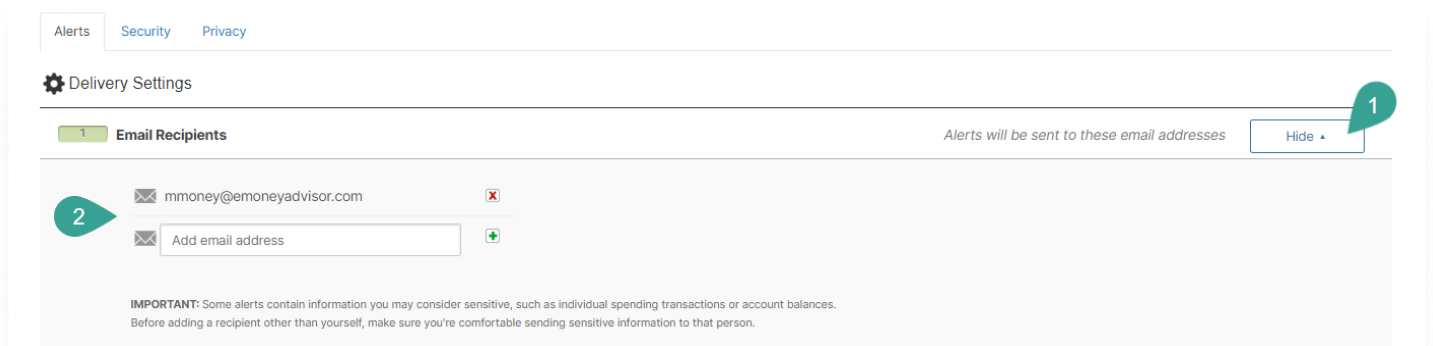 Alerts Security Privacy
Delivery Settings
1
1 Email Recipients Alerts will be sent to these email addresses Hide
mmoney@emoneyadvisor.com x
2
Add email address +
IMPORTANT: Some alerts contain information you may consider sensitive, such as individual spending transactions or account balances.
Before adding a recipient other than yourself, make sure you're comfortable sending sensitive information to that person.